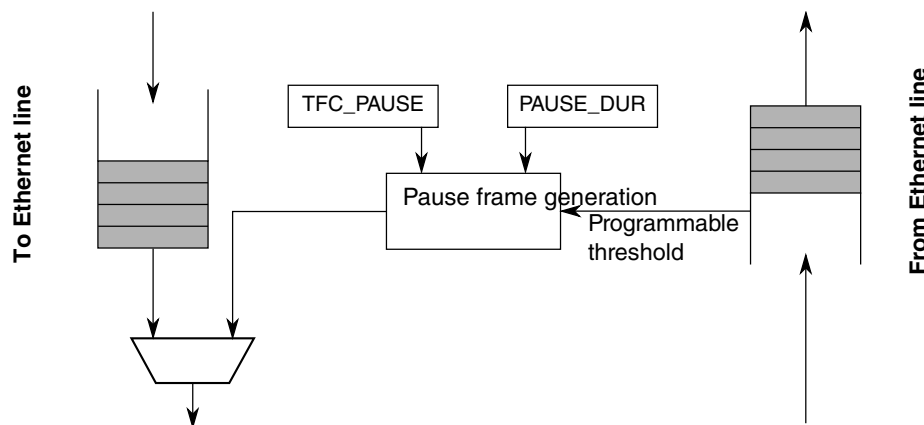 To Ethernet line
TFC_PAUSE
PAUSE_DUR
Pause frame generation
Programmable
threshold
From Ethernet line